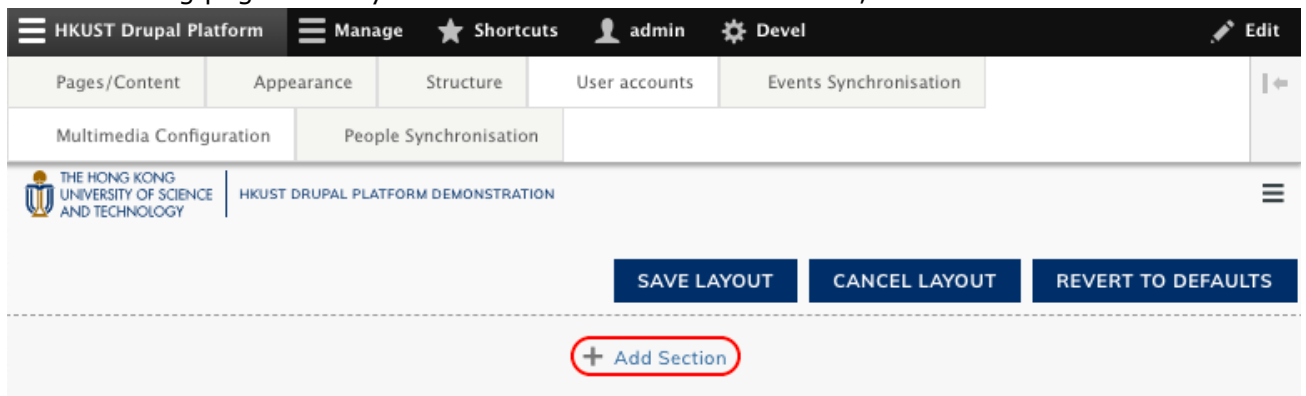 HKUST Drupal Platform Manage Shortcuts admin Devel Edit
Pages/Content Appearance Structure User accounts Events Synchronisation
Multimedia Configuration People Synchronisation
THE HONG KONG
UNIVERSITY OF SCIENCE
AND TECHNOLOGY
HKUST DRUPAL PLATFORM DEMONSTRATION
SAVE LAYOUT CANCEL LAYOUT REVERT TO DEFAULTS
+ Add Section